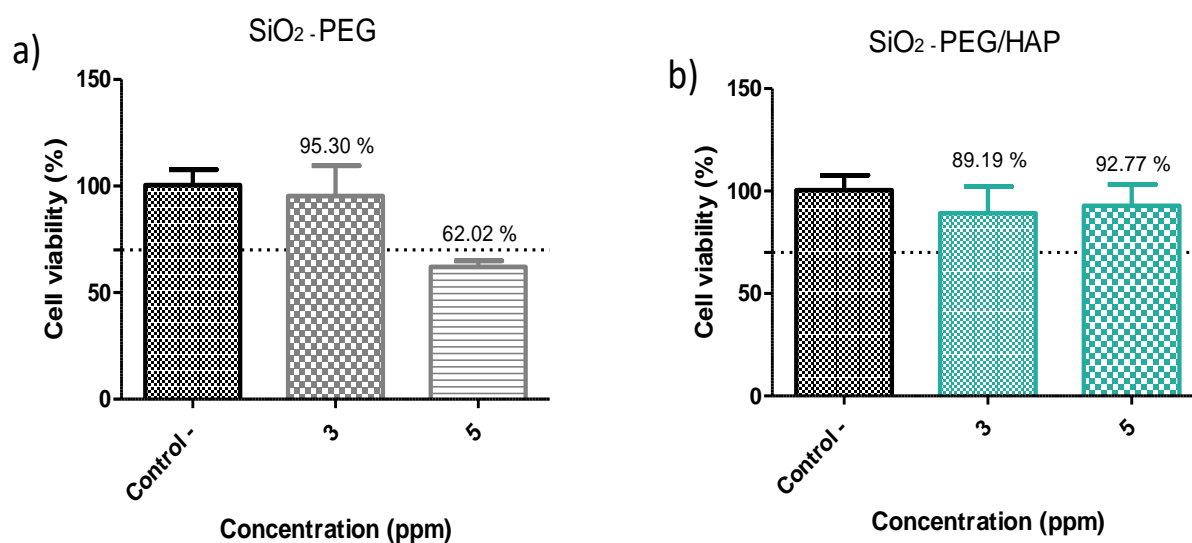 a)
SiO2 - PEG
Cell viability (%)
150
100
50
0
95.30 %
62.02 %
Control -
3
5
Concentration (ppm)
b)
SiO2 - PEG/HAP
Cell viability (%)
150
100
50
0
89.19 %
92.77 %
Control -
3
5
Concentration (ppm)